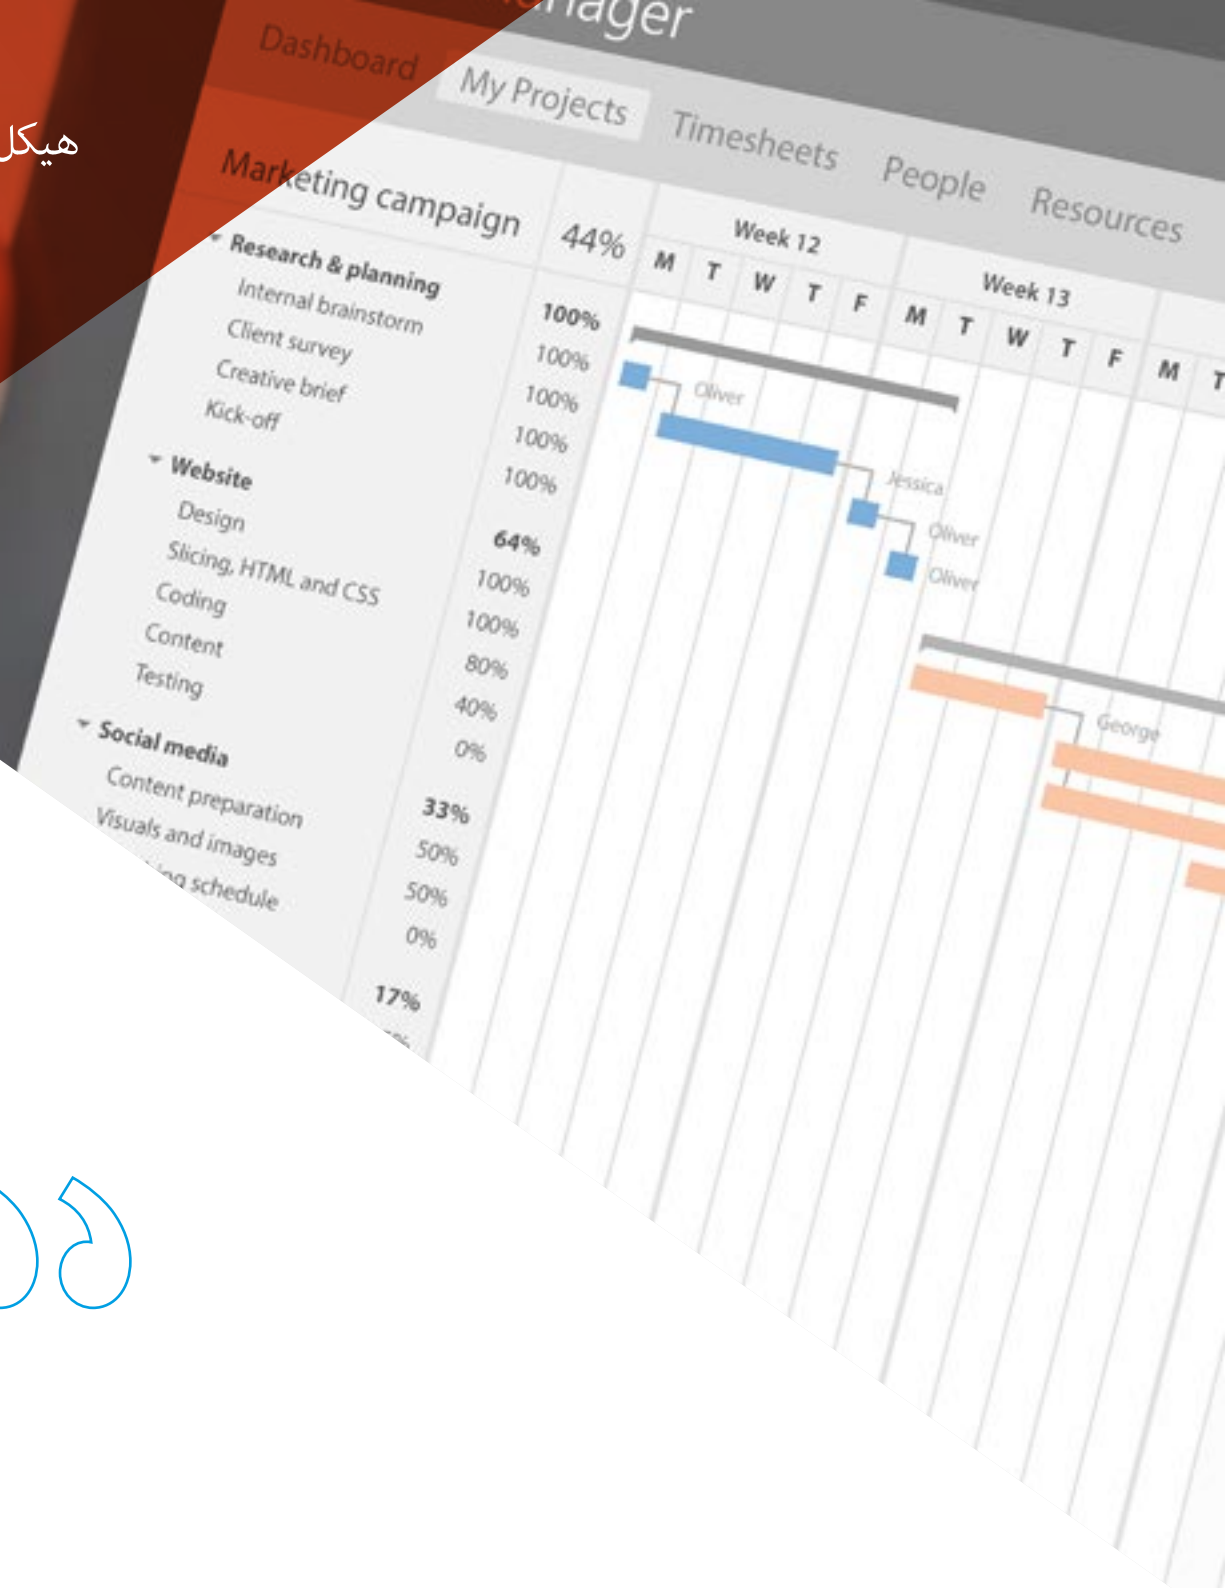 هيكل
Dashboard My Projects Timesheets People Resources
Marketing campaign 44%
Week 12 Week 13
M T W T F M T W T F M T
Research & planning 100%
Internal brainstorm 100%
Client survey 100%
Creative brief 100%
Kick-off 100%
Website 64%
Design 100%
Slicing, HTML and CSS 100%
Coding 80%
Content 40%
Testing 0%
Social media 33%
Content preparation 50%
Visuals and images 50%
schedule 0%
17%
Oliver
Jessica
Oliver
Oliver
George